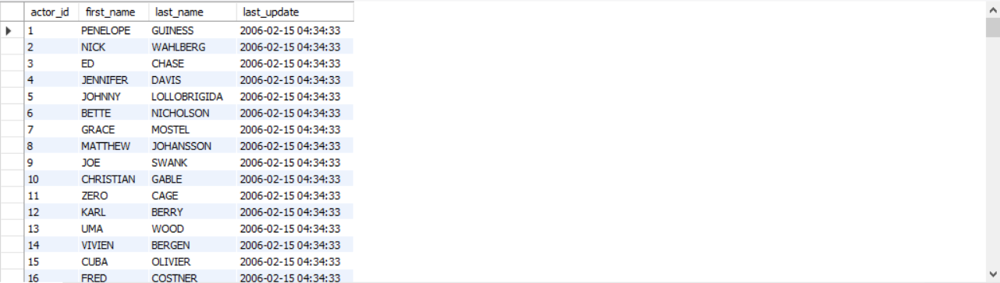 actor_id first_name last_name last_update
1 PENELOPE GUINESS 2006-02-15 04:34:33
2 NICK WAHLBERG 2006-02-15 04:34:33
3 ED CHASE 2006-02-15 04:34:33
4 JENNIFER DAVIS 2006-02-15 04:34:33
5 JOHNNY LOLLOBRIGIDA 2006-02-15 04:34:33
6 BETTE NICHOLSON 2006-02-15 04:34:33
7 GRACE MOSTEL 2006-02-15 04:34:33
8 MATTHEW JOHANSSON 2006-02-15 04:34:33
9 JOE SWANK 2006-02-15 04:34:33
10 CHRISTIAN GABLE 2006-02-15 04:34:33
11 ZERO CAGE 2006-02-15 04:34:33
12 KARL BERRY 2006-02-15 04:34:33
13 UMA WOOD 2006-02-15 04:34:33
14 VIVIEN BERGEN 2006-02-15 04:34:33
15 CUBA OLIVIER 2006-02-15 04:34:33
16 FRED COSTNER 2006-02-15 04:34:33